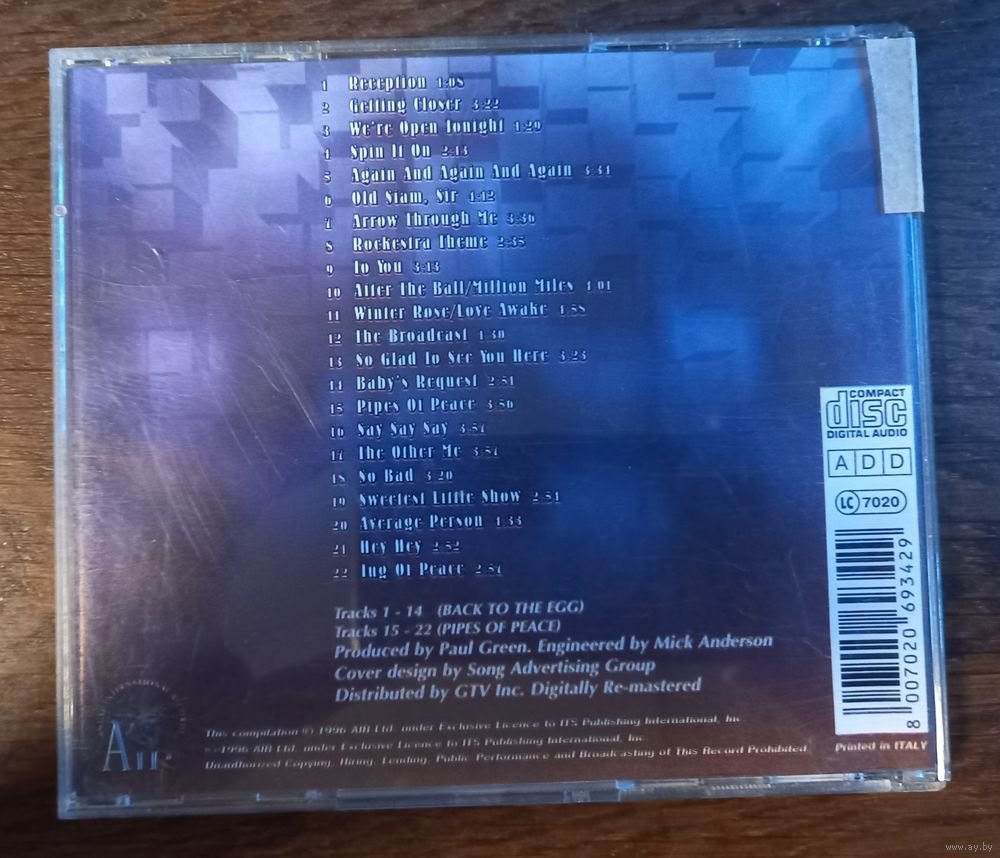 1 Reception 1:08
2 Getting Closer 3:22
3 We're Open Tonight 1:29
4 Spin It On 2:13
5 Again And Again And Again 3:34
6 Old Siam, Sir 4:12
7 Arrow Through Me 3:36
8 Rockestra Theme 2:35
9 To You 3:13
10 After The Ball/Million Miles 4:01
11 Winter Rose/Love Awake 4:58
12 The Broadcast 1:30
13 So Glad To See You Here 3:23
14 Baby's Request 2:51
15 Pipes Of Peace 3:56
16 Say Say Say 3:57
17 The Other Me 3:57
18 So Bad 3:20
19 Sweetest Little Show 2:54
20 Average Person 4:33
21 Hey Hey 2:52
22 Tug Of Peace 2:57
Tracks 1 - 14 (BACK TO THE EGG)
Tracks 15 - 22 (PIPES OF PEACE)
Produced by Paul Green. Engineered by Mick Anderson
Cover design by Song Advertising Group
Distributed by GTV Inc. Digitally Re-mastered
This compilation © 1996 AIR Ltd. under Exclusive Licence to ITS Publishing International, Inc.
1996 AIR Ltd. under Exclusive Licence to ITS Publishing International, Inc.
Unauthorized Copying, Hiring, Lending, Public Performance and Broadcasting of This Record Prohibited
AIR
COMPACT
disc
DIGITAL AUDIO
A D D
LC 7020
8 007020 693429
Printed in ITALY
www.ay.by